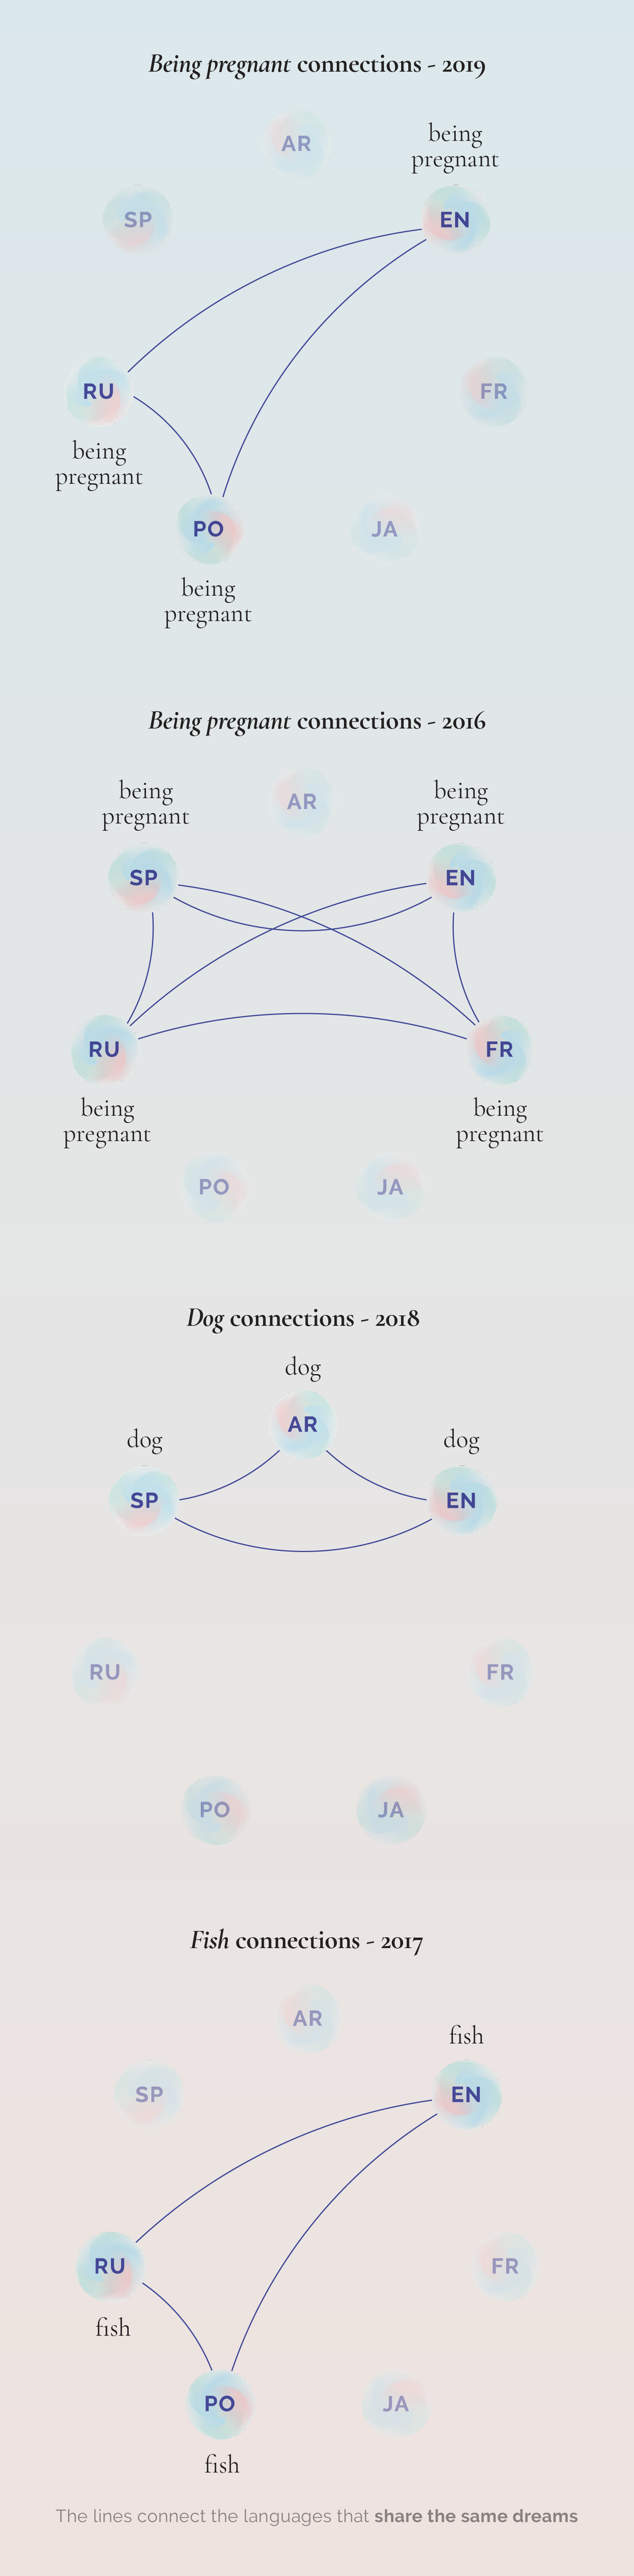 Being pregnant connections - 2019
AR
being
pregnant
SP
EN
RU
FR
being
pregnant
PO
JA
being
pregnant
Being pregnant connections - 2016
being
pregnant
AR
being
pregnant
SP
EN
RU
FR
being
pregnant
being
pregnant
PO
JA
Dog connections - 2018
dog
AR
dog
dog
SP
EN
RU
FR
PO
JA
Fish connections - 2017
AR
fish
SP
EN
RU
FR
fish
PO
JA
fish
The lines connect the languages that share the same dreams